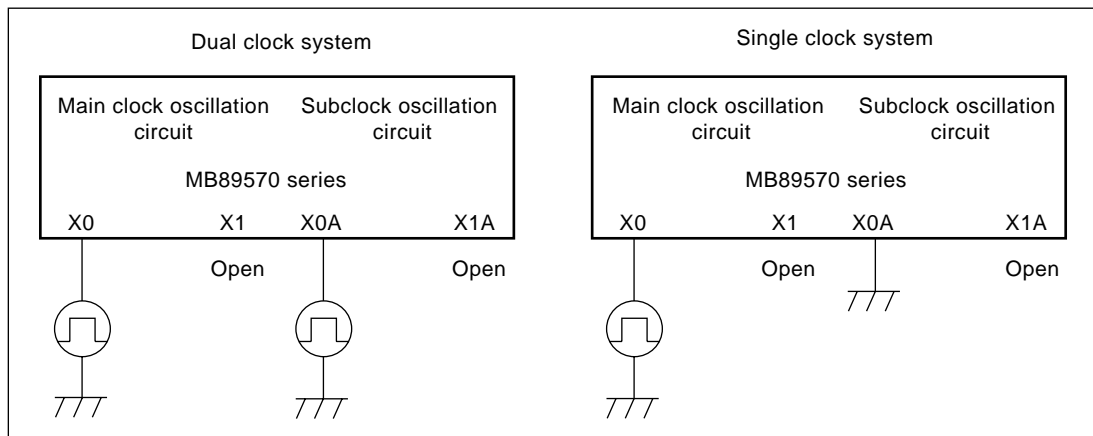 Dual clock system
Main clock oscillation
circuit
Subclock oscillation
circuit
MB89570 series
X0 X1 X0A X1A
Open Open
Single clock system
Main clock oscillation
circuit
Subclock oscillation
circuit
MB89570 series
X0 X1 X0A X1A
Open Open